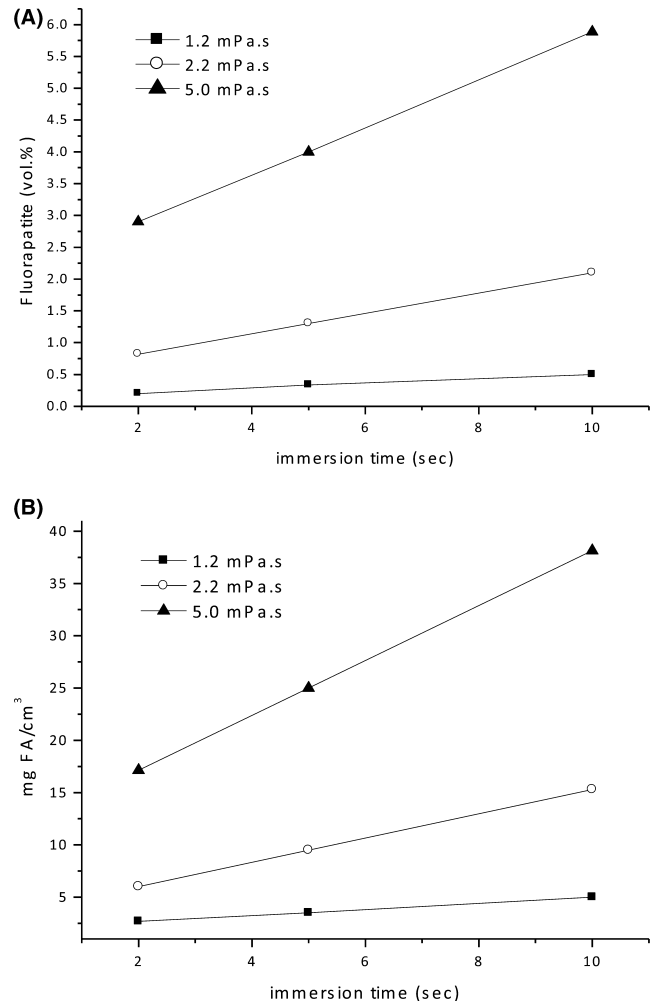 (A)
6.0
5.5
5.0
4.5
4.0
3.5
3.0
2.5
2.0
1.5
1.0
0.5
0.0
Fluorapatite (vol.%)
1.2 mPa.s
2.2 mPa.s
5.0 mPa.s
2 4 6 8 10
immersion time (sec)
(B)
40
35
30
25
20
15
10
5
mg FA/cm³
1.2 mPa.s
2.2 mPa.s
5.0 mPa.s
2 4 6 8 10
immersion time (sec)